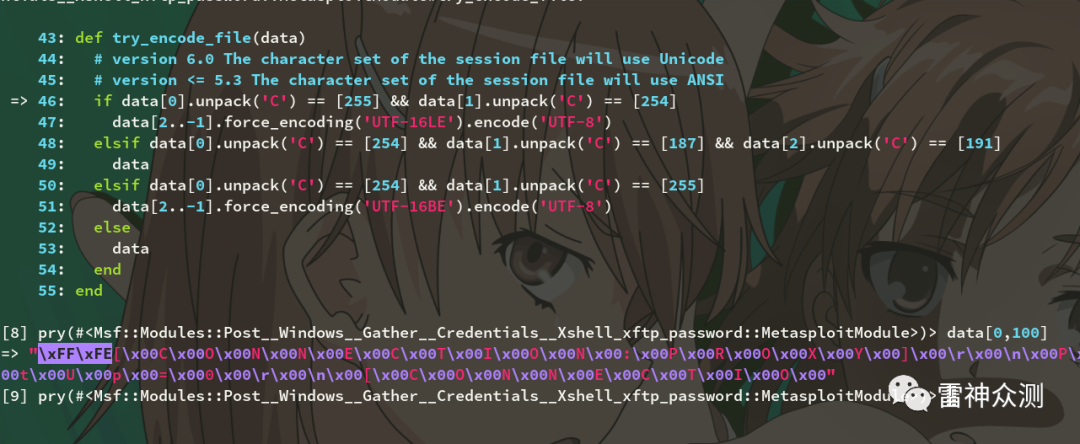 43: def try_encode_file(data)
44:   # version 6.0 The character set of the session file will use Unicode
45:   # version <= 5.3 The character set of the session file will use ANSI
=> 46:   if data[0].unpack('C') == [255] && data[1].unpack('C') == [254]
47:     data[2..-1].force_encoding('UTF-16LE').encode('UTF-8')
48:   elsif data[0].unpack('C') == [254] && data[1].unpack('C') == [187] && data[2].unpack('C') == [191]
49:     data
50:   elsif data[0].unpack('C') == [254] && data[1].unpack('C') == [255]
51:     data[2..-1].force_encoding('UTF-16BE').encode('UTF-8')
52:   else
53:     data
54:   end
55: end
[8] pry(#<Msf::Modules::Post__Windows__Gather__Credentials__Xshell_xftp_password::MetasploitModule>)> data[0,100]
=> "\xFF\xFE[\x00C\x00O\x00N\x00N\x00E\x00C\x00T\x00I\x00O\x00N\x00:\x00P\x00R\x00O\x00X\x00Y\x00]\x00\r\x00\n\x00P\
00t\x00U\x00p\x00=\x000\x00\r\x00\n\x00[\x00C\x00O\x00N\x00N\x00E\x00C\x00T\x00I\x00O\x00"
[9] pry(#<Msf::Modules::Post__Windows__Gather__Credentials__Xshell_xftp_password::MetasploitModule
雷神众测